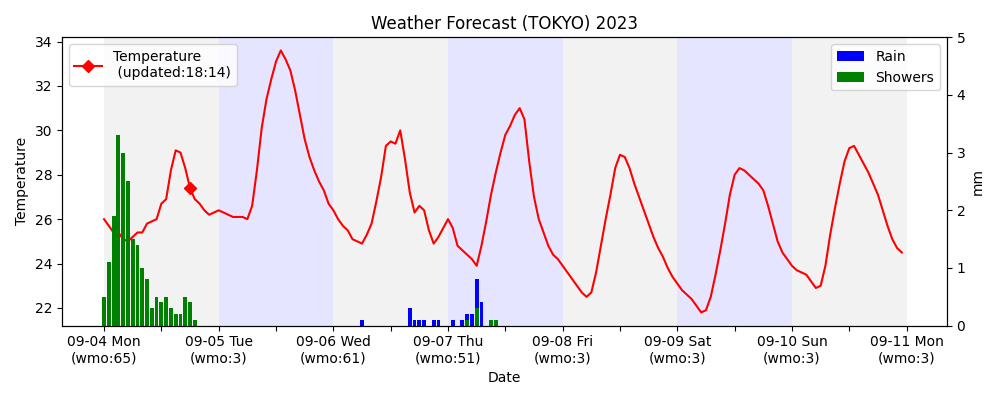 Weather Forecast (TOKYO) 2023
Temperature
(updated:18:14)
Rain
Showers
34
32
30
28
26
24
22
Temperature
5
4
3
2
1
0
mm
09-04 Mon
(wmo:65)
09-05 Tue
(wmo:3)
09-06 Wed
(wmo:61)
09-07 Thu
(wmo:51)
09-08 Fri
(wmo:3)
09-09 Sat
(wmo:3)
09-10 Sun
(wmo:3)
09-11 Mon
(wmo:3)
Date